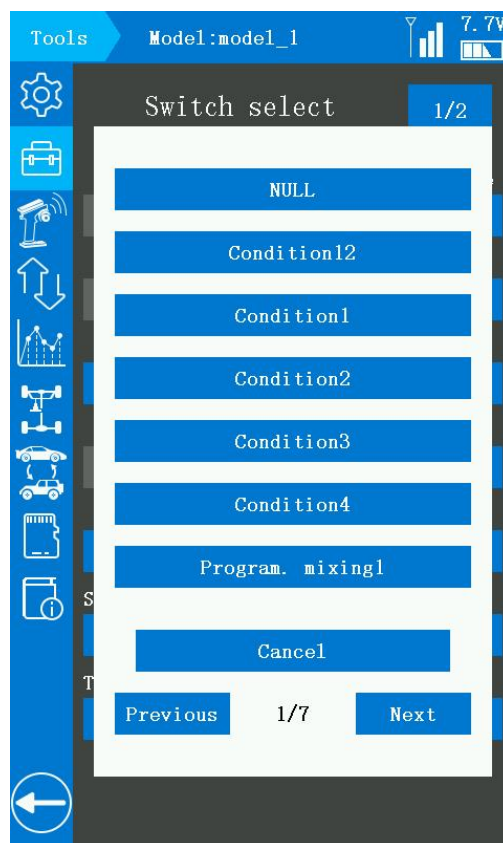 Tools
Model:model_1
7.7V
Switch select
1/2
NULL
Condition12
Condition1
Condition2
Condition3
Condition4
Program. mixing1
S
Cancel
T
Previous
1/7
Next